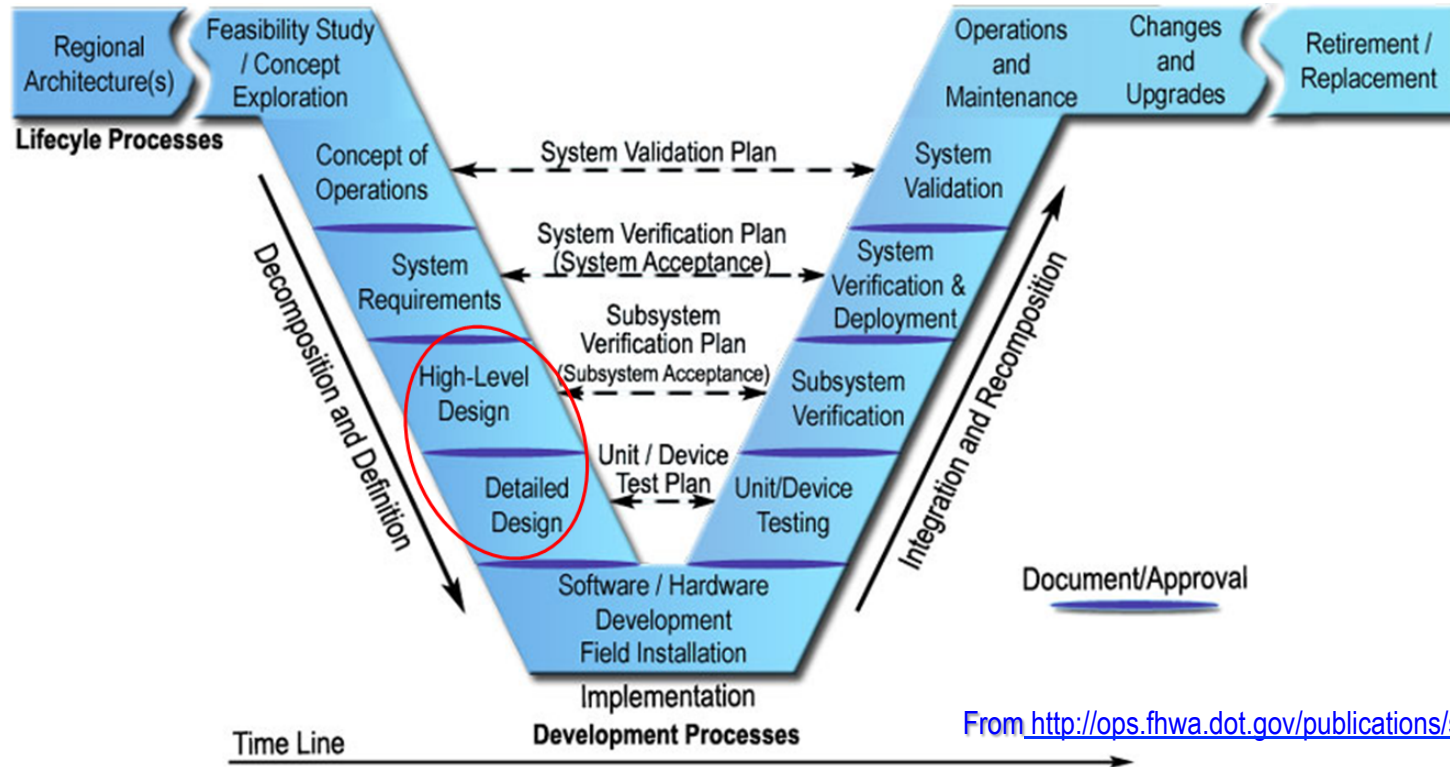 Regional
Architecture(s)
Feasibility Study
/ Concept
Exploration
Operations
and
Maintenance
Changes
and
Upgrades
Retirement /
Replacement
Lifecyle Processes
Concept of
Operations
System Validation Plan
System
Validation
System Verification Plan
(System Acceptance)
System
Requirements
System
Verification &
Deployment
Decomposition and Definition
Subsystem
Verification Plan
(Subsystem Acceptance)
High-Level
Design
Subsystem
Verification
Integration and Recomposition
Unit / Device
Test Plan
Detailed
Design
Unit/Device
Testing
Document/Approval
Software / Hardware
Development
Field Installation
Implementation
Development Processes
Time Line
From http://ops.fhwa.dot.gov/publications/